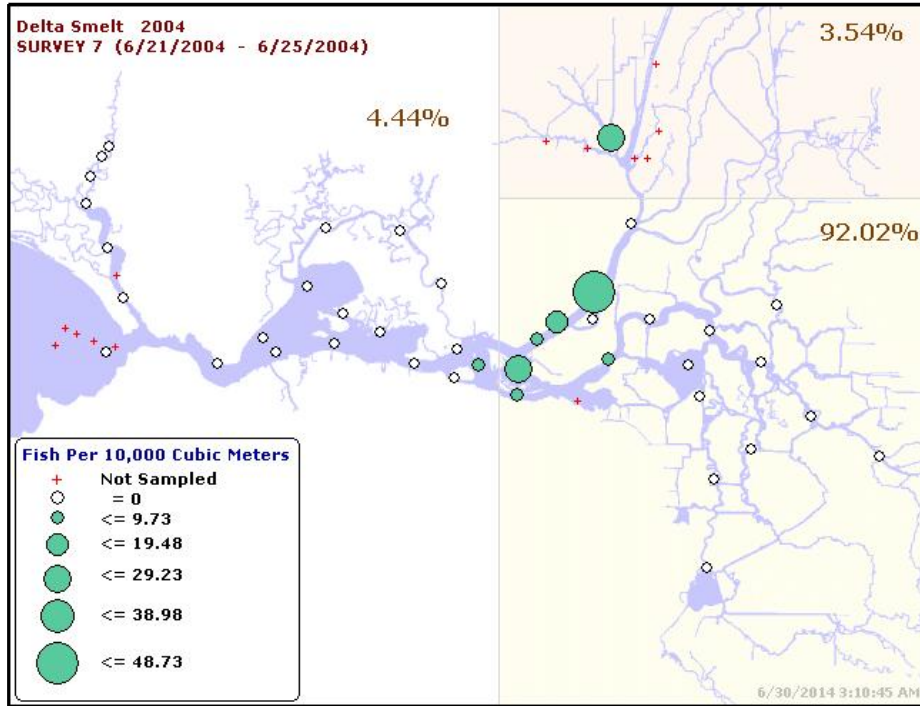 Delta Smelt 2004
SURVEY 7 (6/21/2004 - 6/25/2004)
4.44%
3.54%
92.02%
Fish Per 10,000 Cubic Meters
Not Sampled
= 0
<= 9.73
<= 19.48
<= 29.23
<= 38.98
<= 48.73
6/30/2014 3:10:45 AM